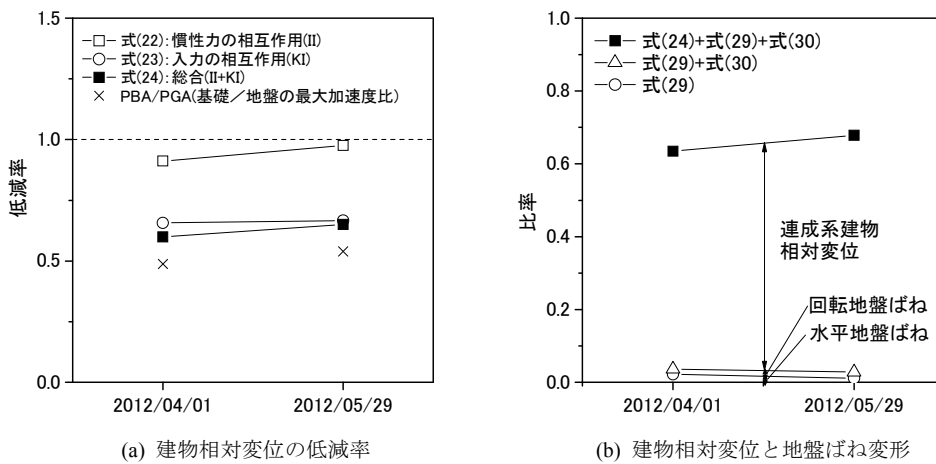 1.5
1.0
0.5
0.0
低減率
式(22):慣性力の相互作用(II)
式(23):入力の相互作用(KI)
式(24):総合(II+KI)
PBA/PGA(基礎／地盤の最大加速度比)
2012/04/01 2012/05/29
(a) 建物相対変位の低減率
1.0
0.8
0.6
0.4
0.2
0.0
比率
式(24)+式(29)+式(30)
式(29)+式(30)
式(29)
連成系建物
相対変位
回転地盤ばね
水平地盤ばね
2012/04/01 2012/05/29
(b) 建物相対変位と地盤ばね変形